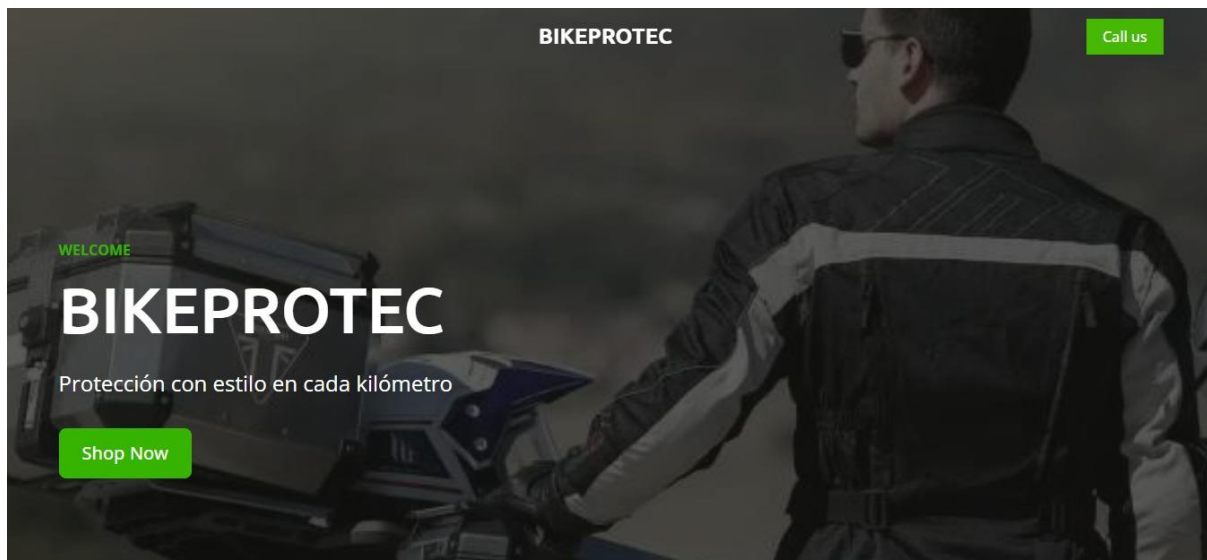 BIKEPROTEC
Call us
WELCOME
BIKEPROTEC
Protección con estilo en cada kilómetro
Shop Now